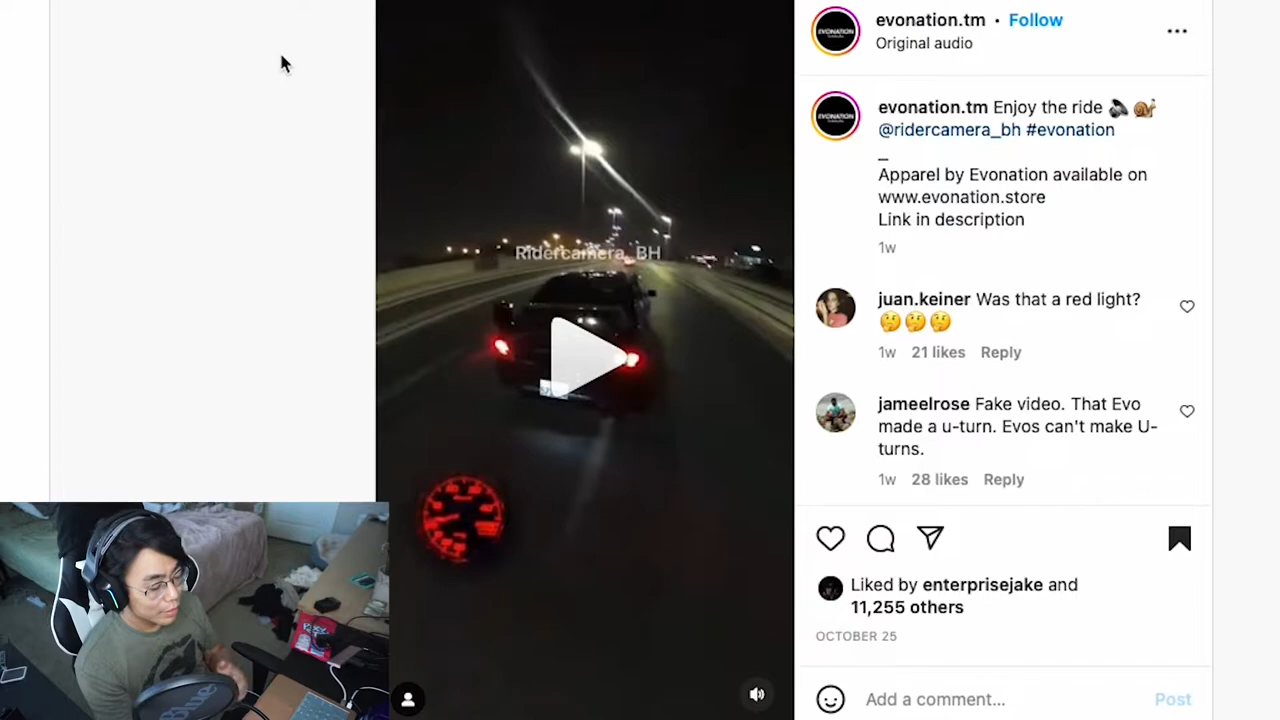 evonation.tm • Follow
Original audio
evonation.tm Enjoy the ride
@ridercamera_bh #evonation
_
Apparel by Evonation available on
www.evonation.store
Link in description
1w
Ridercamera_BH
juan.keiner Was that a red light?
1w 21 likes Reply
jameelrose Fake video. That Evo
made a u-turn. Evos can't make U-
turns.
1w 28 likes Reply
Liked by enterprisejake and
11,255 others
OCTOBER 25
Add a comment... Post
EVONATION
EVONATION
Blue